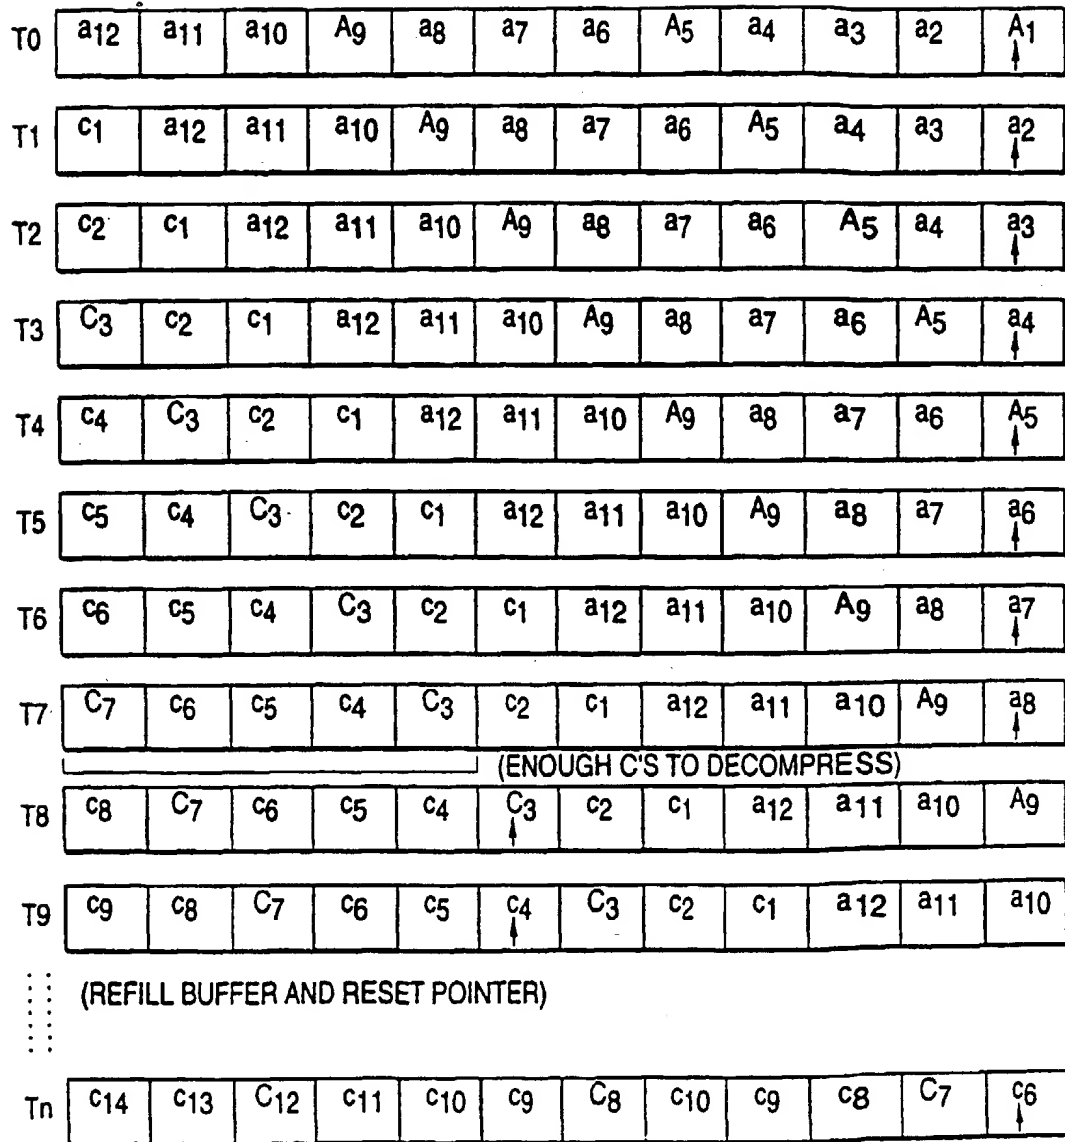 T0 a12 a11 a10 A9 a8 a7 a6 A5 a4 a3 a2 A1
T1 c1 a12 a11 a10 A9 a8 a7 a6 A5 a4 a3 a2
T2 c2 c1 a12 a11 a10 A9 a8 a7 a6 A5 a4 a3
T3 C3 c2 c1 a12 a11 a10 A9 a8 a7 a6 A5 a4
T4 c4 C3 c2 c1 a12 a11 a10 A9 a8 a7 a6 A5
T5 c5 c4 C3 c2 c1 a12 a11 a10 A9 a8 a7 a6
T6 c6 c5 c4 C3 c2 c1 a12 a11 a10 A9 a8 a7
T7 C7 c6 c5 c4 C3 c2 c1 a12 a11 a10 A9 a8
(ENOUGH C'S TO DECOMPRESS)
T8 c8 C7 c6 c5 c4 C3 c2 c1 a12 a11 a10 A9
T9 c9 c8 C7 c6 c5 c4 C3 c2 c1 a12 a11 a10
(REFILL BUFFER AND RESET POINTER)
Tn c14 c13 C12 c11 c10 c9 C8 c10 c9 c8 C7 c6